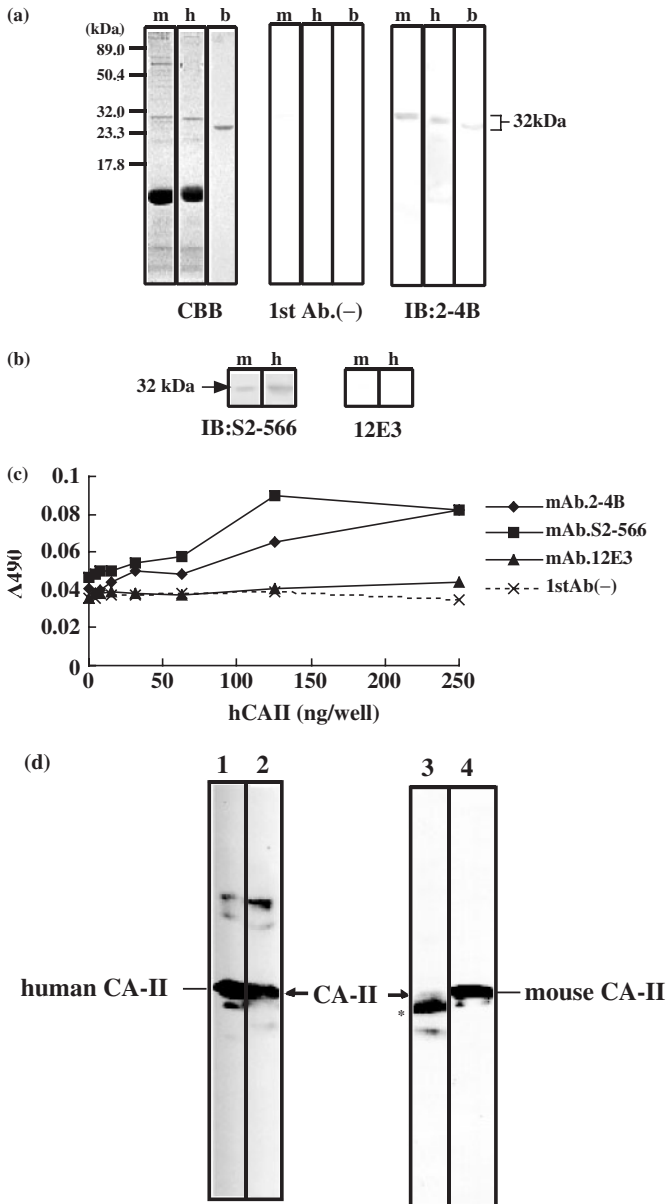 (a)
m h b m h b m h b
(kDa)
89.0
50.4
32.0
23.3
17.8
32kDa
CBB 1st Ab.(–) IB:2-4B
(b)
m h m h
32 kDa
IB:S2-566 12E3
(c)
0.1
0.08
0.06
0.04
0.02
0
A490
0 50 100 150 200 250
hCAII (ng/well)
mAb.2-4B
mAb.S2-566
mAb.12E3
1stAb(–)
(d)
1 2 3 4
human CA-II CA-II mouse CA-II
*